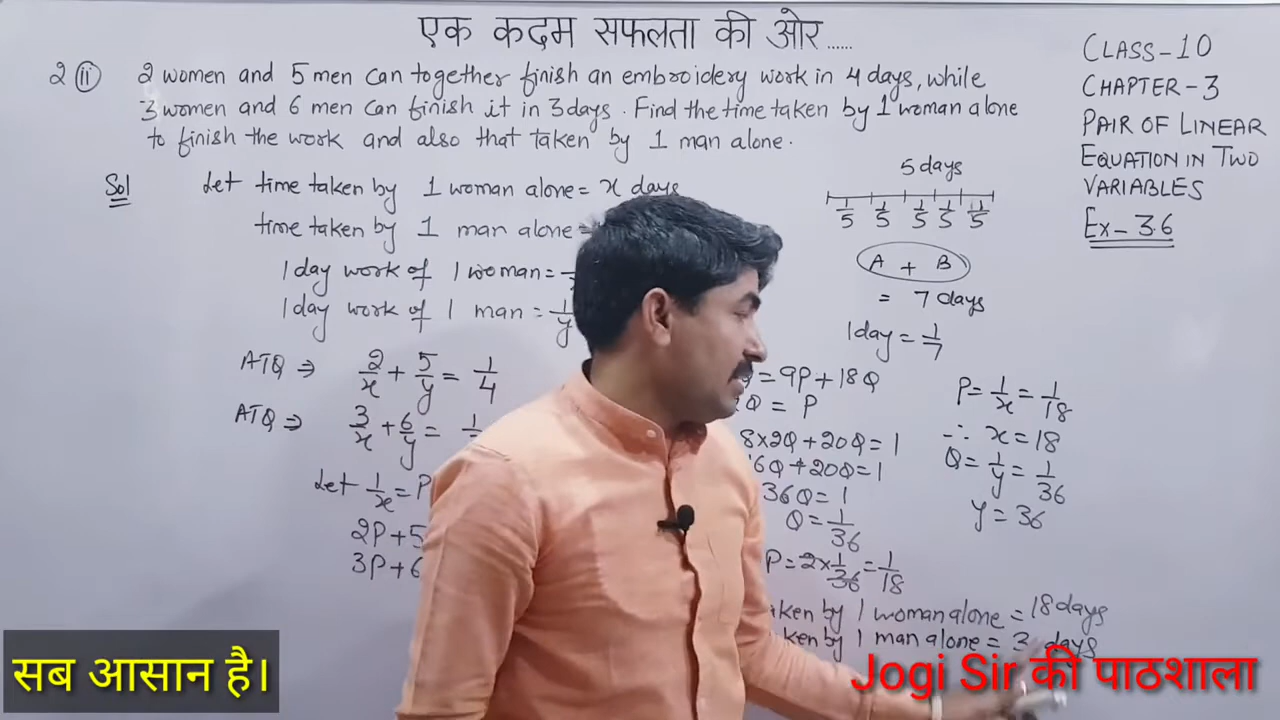 एक कदम सफलता की ओर......
CLASS-10
CHAPTER-3
PAIR OF LINEAR
EQUATION IN TWO
VARIABLES
Ex-3.6
2 (ii) 2 women and 5 men can together finish an embroidery work in 4 days, while
3 women and 6 men can finish it in 3 days. Find the time taken by 1 woman alone
to finish the work and also that taken by 1 man alone.
Sol Let time taken by 1 woman alone = x days
time taken by 1 man alone =
1 day work of 1 woman =
1 day work of 1 man = 1/y
ATQ ⇒ 2/x + 5/y = 1/4
ATQ ⇒ 3/x + 6/y =
Let 1/x = P
2P+5
3P+6
5 days
1/5 1/5 1/5 1/5 1/5
A + B
= 7 days
1 day = 1/7
= 9P+18Q
Q = P
8×2Q+20Q=1
16Q+20Q=1
36Q=1
Q=1/36
P=2×1/36=1/18
P=1/x=1/18
∴ x=18
Q=1/y=1/36
y=36
taken by 1 woman alone = 18 days
taken by 1 man alone = 3 days
सब आसान है।
Jogi Sir की पाठशाला